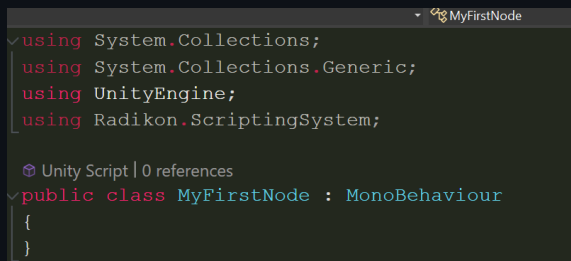 MyFirstNode
using System.Collections;
using System.Collections.Generic;
using UnityEngine;
using Radikon.ScriptingSystem;
Unity Script | 0 references
public class MyFirstNode : MonoBehaviour
{
}